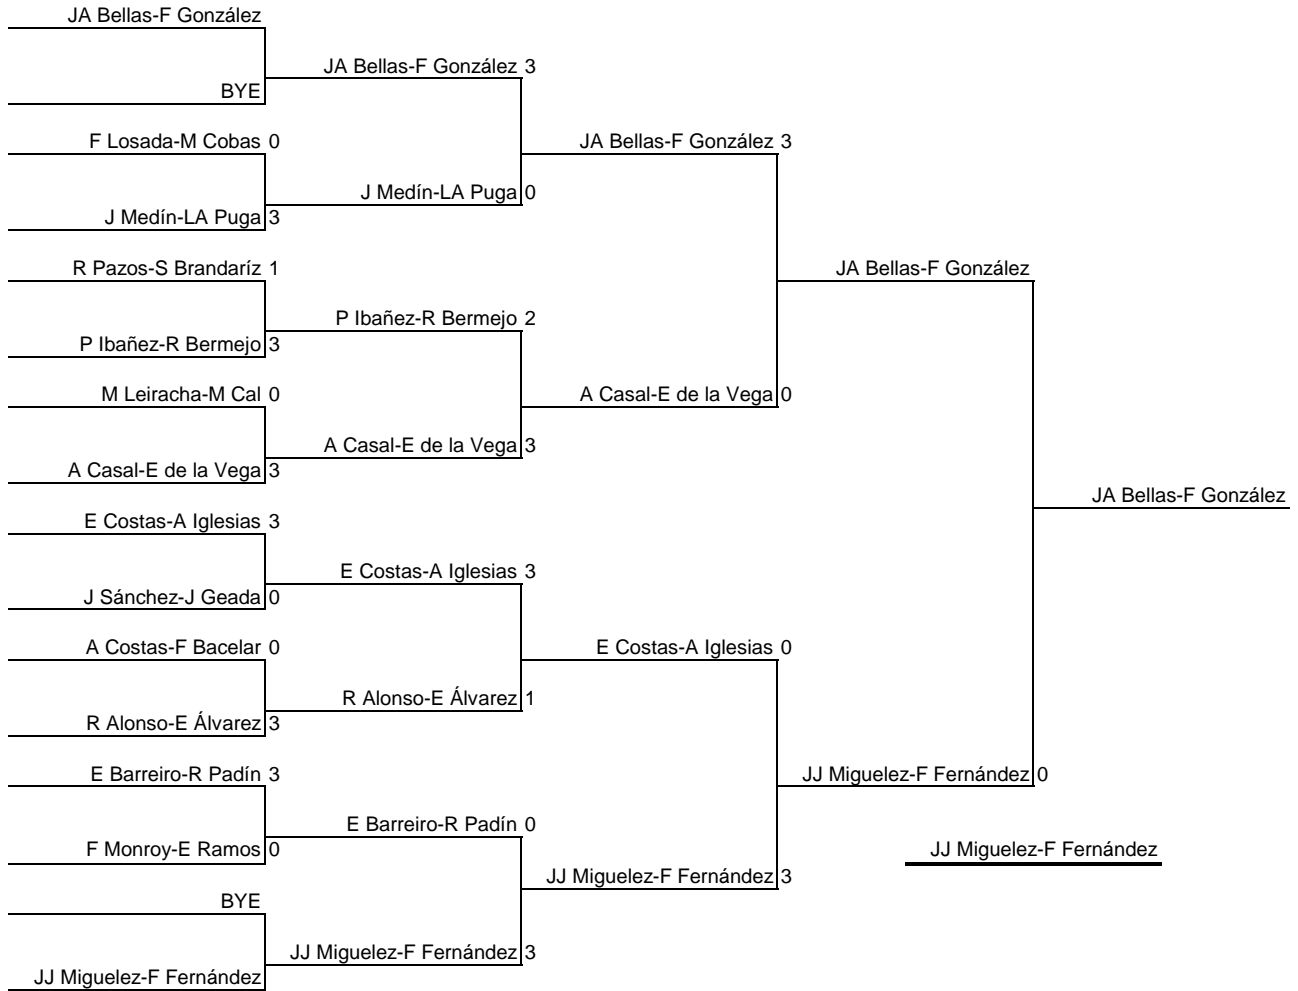 JA Bellas-F González
JA Bellas-F González 3
BYE
F Losada-M Cobas 0
JA Bellas-F González 3
J Medín-LA Puga 0
J Medín-LA Puga 3
R Pazos-S Brandaríz 1
JA Bellas-F González
P Ibañez-R Bermejo 2
P Ibañez-R Bermejo 3
M Leiracha-M Cal 0
A Casal-E de la Vega 0
A Casal-E de la Vega 3
A Casal-E de la Vega 3
JA Bellas-F González
E Costas-A Iglesias 3
E Costas-A Iglesias 3
J Sánchez-J Geada 0
A Costas-F Bacelar 0
E Costas-A Iglesias 0
R Alonso-E Álvarez 1
R Alonso-E Álvarez 3
E Barreiro-R Padín 3
JJ Miguelez-F Fernández 0
E Barreiro-R Padín 0
F Monroy-E Ramos 0
JJ Miguelez-F Fernández
JJ Miguelez-F Fernández 3
BYE
JJ Miguelez-F Fernández 3
JJ Miguelez-F Fernández